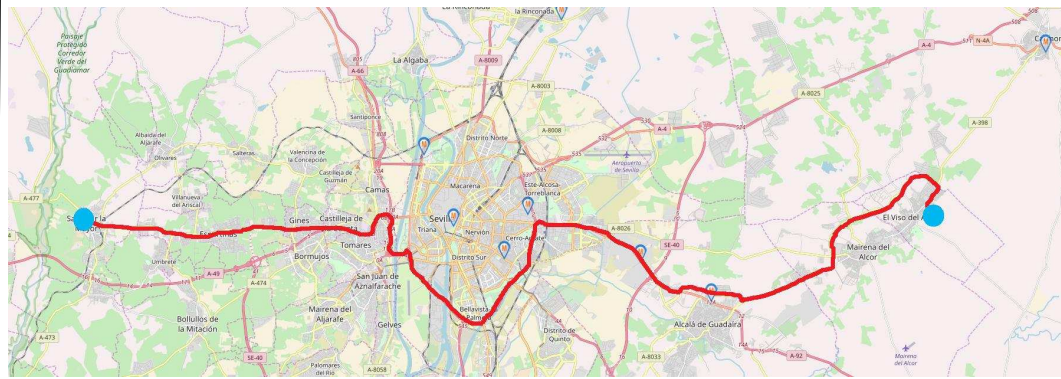 la Rinconada
Paisaje
Protegido
Corredor
Verde del
Guadiamar
La Algaba
A-8009
A-66
A-4
N-4A
A-8003
A-8025
Santiponce
A-8008
A-4
A-398
Distrito Norte
Aeropuerto
de Sevilla
Albaida del
Aljarafe
Olivares
Salteras
Valencina de
la Concepción
Castilleja de
Guzmán
Camas
Macarena
Este-Alcosa-
Torreblanca
A-477
Villanueva
del Ariscal
Gines
Castilleja de
Triana
Nervión
Cerro-Amate
A-8026
El Viso del
Umbrete
Bormujos
Tomares
Distrito Sur
SE-40
Mairena del
Alcor
A-49
A-474
San Juan de
Aznalfarache
Bollullos de
la Mitación
Mairena del
Aljarafe
Gelves
Bellavista
Distrito de
Quinto
Alcalá de Guadaíra
A-473
SE-40
Palomares
del Río
A-8058
A-8033
A-92